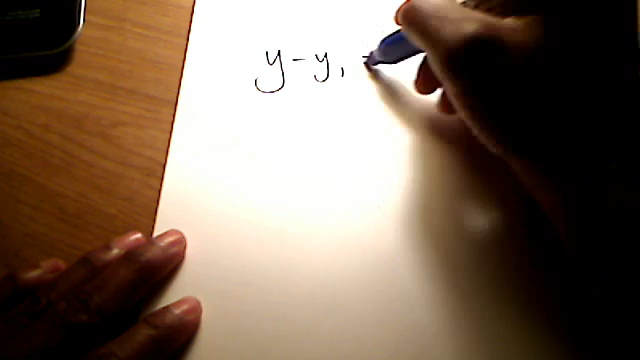 y - y₁ =